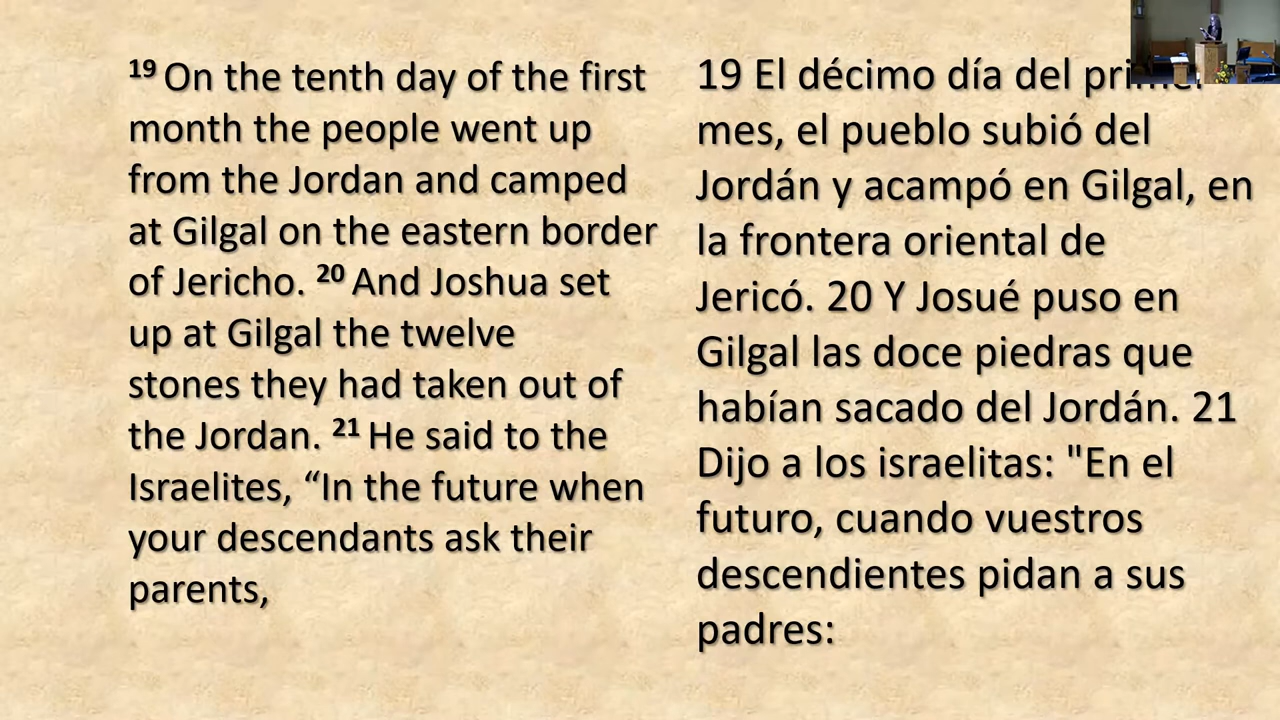 19 On the tenth day of the first
month the people went up
from the Jordan and camped
at Gilgal on the eastern border
of Jericho. 20 And Joshua set
up at Gilgal the twelve
stones they had taken out of
the Jordan. 21 He said to the
Israelites, “In the future when
your descendants ask their
parents,
19 El décimo día del
mes, el pueblo subió del
Jordán y acampó en Gilgal, en
la frontera oriental de
Jericó. 20 Y Josué puso en
Gilgal las doce piedras que
habían sacado del Jordán. 21
Dijo a los israelitas: "En el
futuro, cuando vuestros
descendientes pidan a sus
padres: